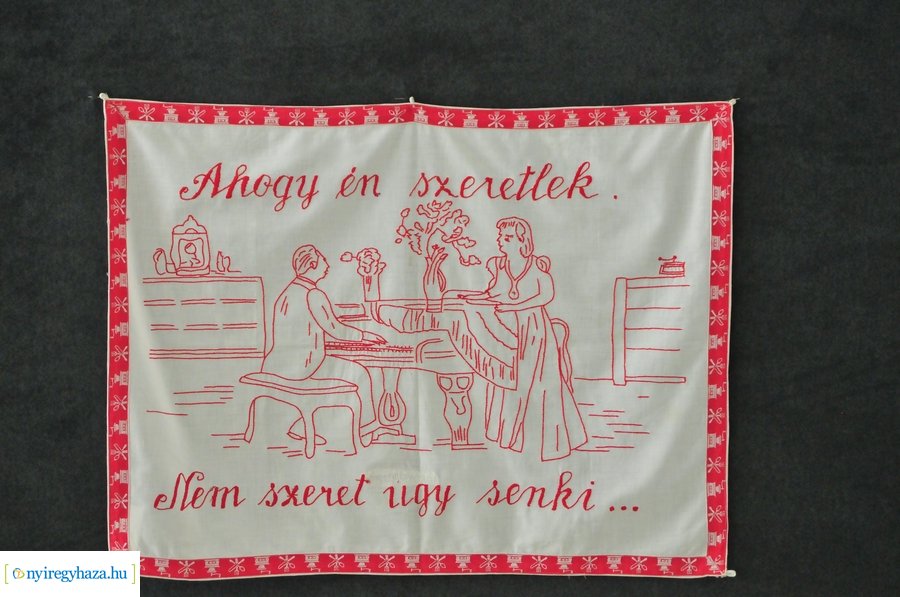 Ahogy én szeretlek.
Nem szeret ugy senki...
[nyiregyhaza.hu]